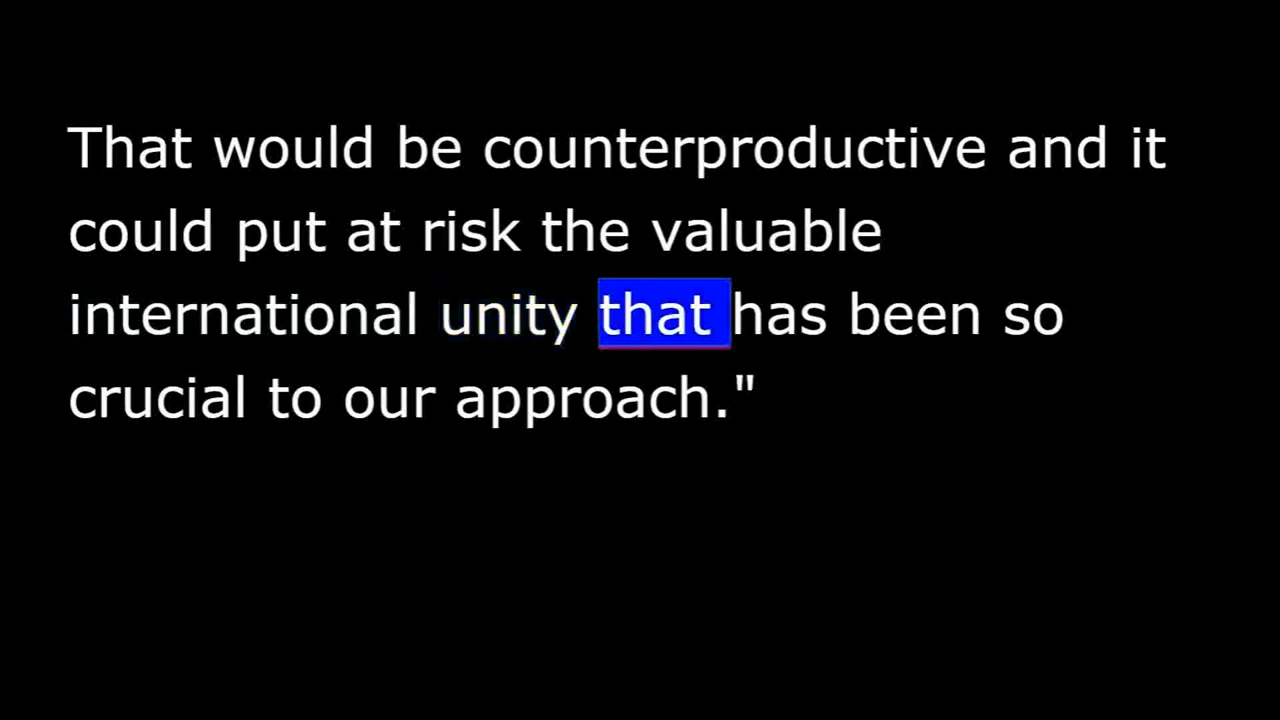 That would be counterproductive and it
could put at risk the valuable
international unity that has been so
crucial to our approach."